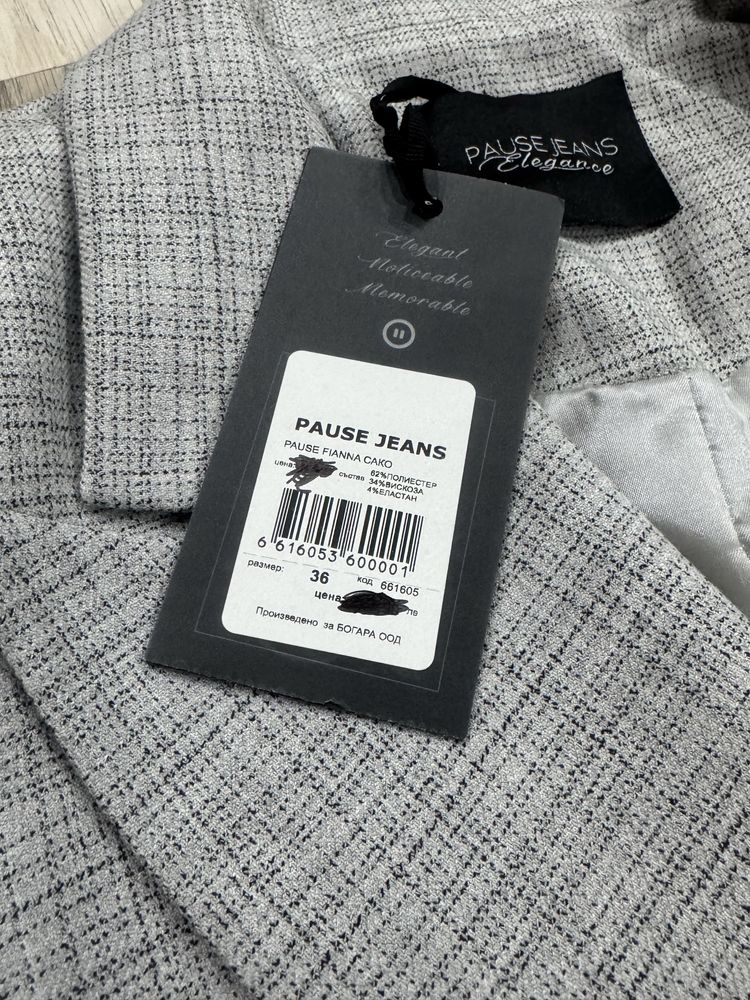 PAUSE JEANS
Elegance
Elegant
Noticeable
Memorable
PAUSE JEANS
PAUSE FIANNA САКО
цена:
състав 62%ПОЛИЕСТЕР
34%ВИСКОЗА
4%ЕЛАСТАН
6 616053 600001
размер: 36 код 661605
цена: лв
Произведено за БОГАРА ООД